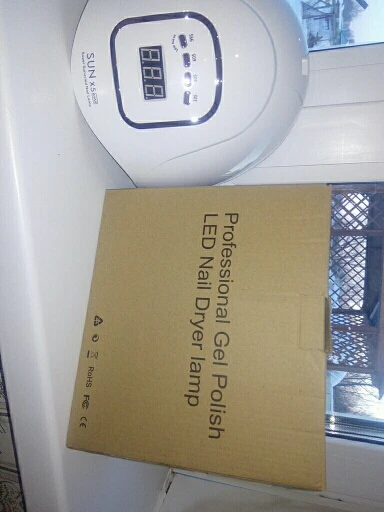 SUN X5
888
Professional Gel Polish
LED Nail Dryer lamp
RoHS FC CE